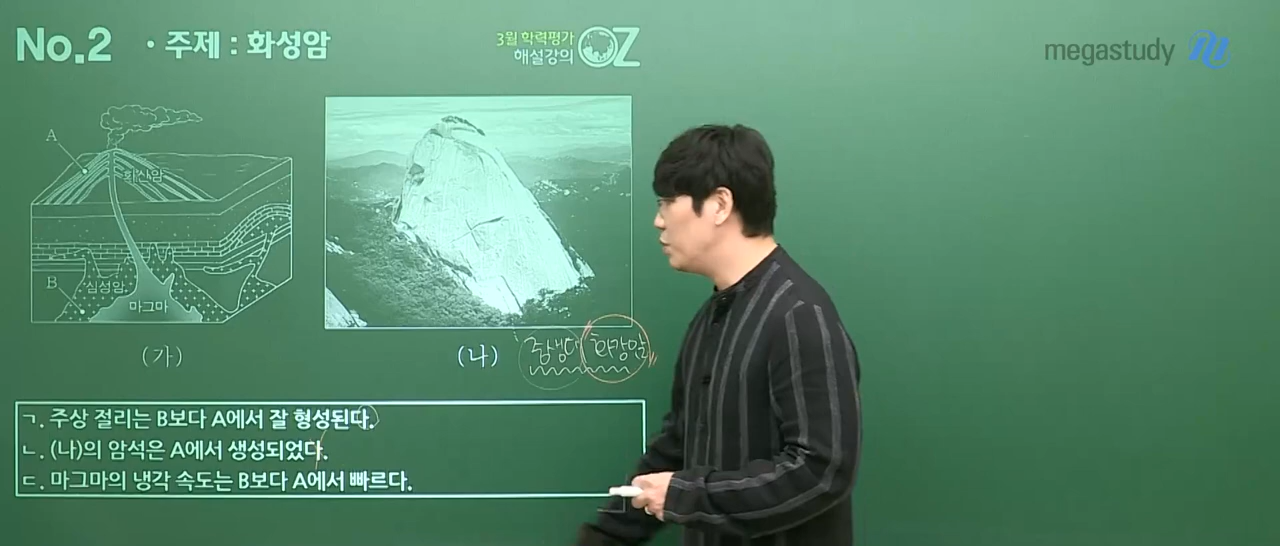 No.2 • 주제 : 화성암
3월 학력평가
해설강의 OZ
megastudy
A
화산암
B
심성암
마그마
(가)
(나)
중생대 화강암
ㄱ. 주상 절리는 B보다 A에서 잘 형성된다.
ㄴ. (나)의 암석은 A에서 생성되었다.
ㄷ. 마그마의 냉각 속도는 B보다 A에서 빠르다.